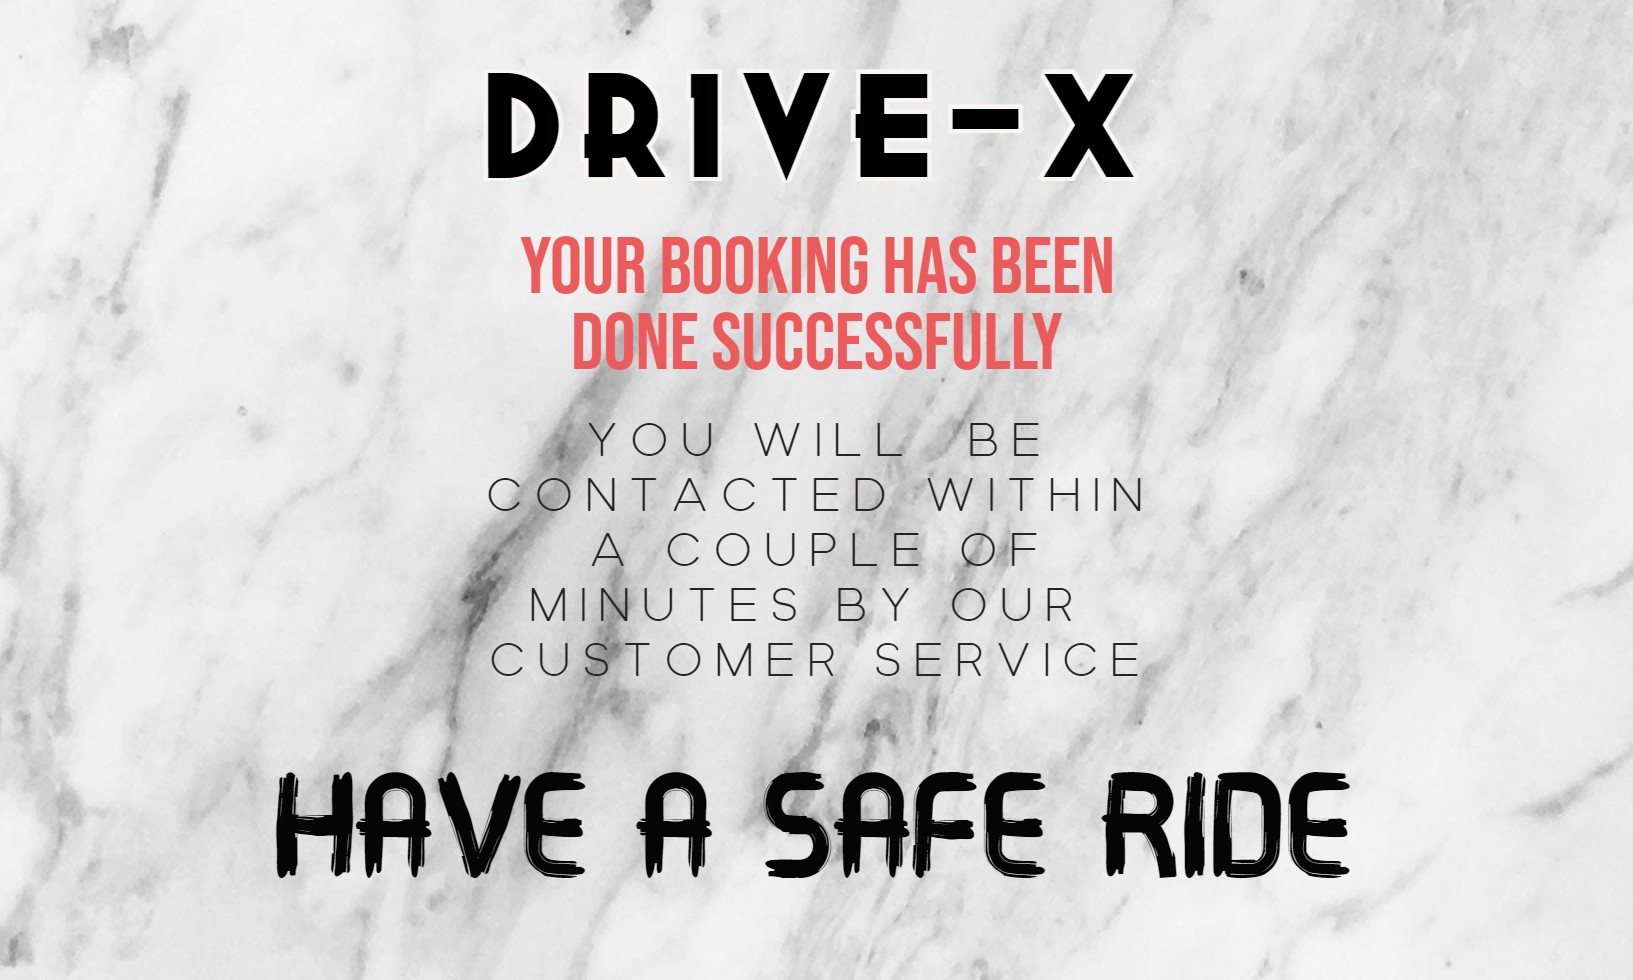 DRIVE-X
YOUR BOOKING HAS BEEN
DONE SUCCESSFULLY
YOU WILL BE
CONTACTED WITHIN
A COUPLE OF
MINUTES BY OUR
CUSTOMER SERVICE
HAVE A SAFE RIDE